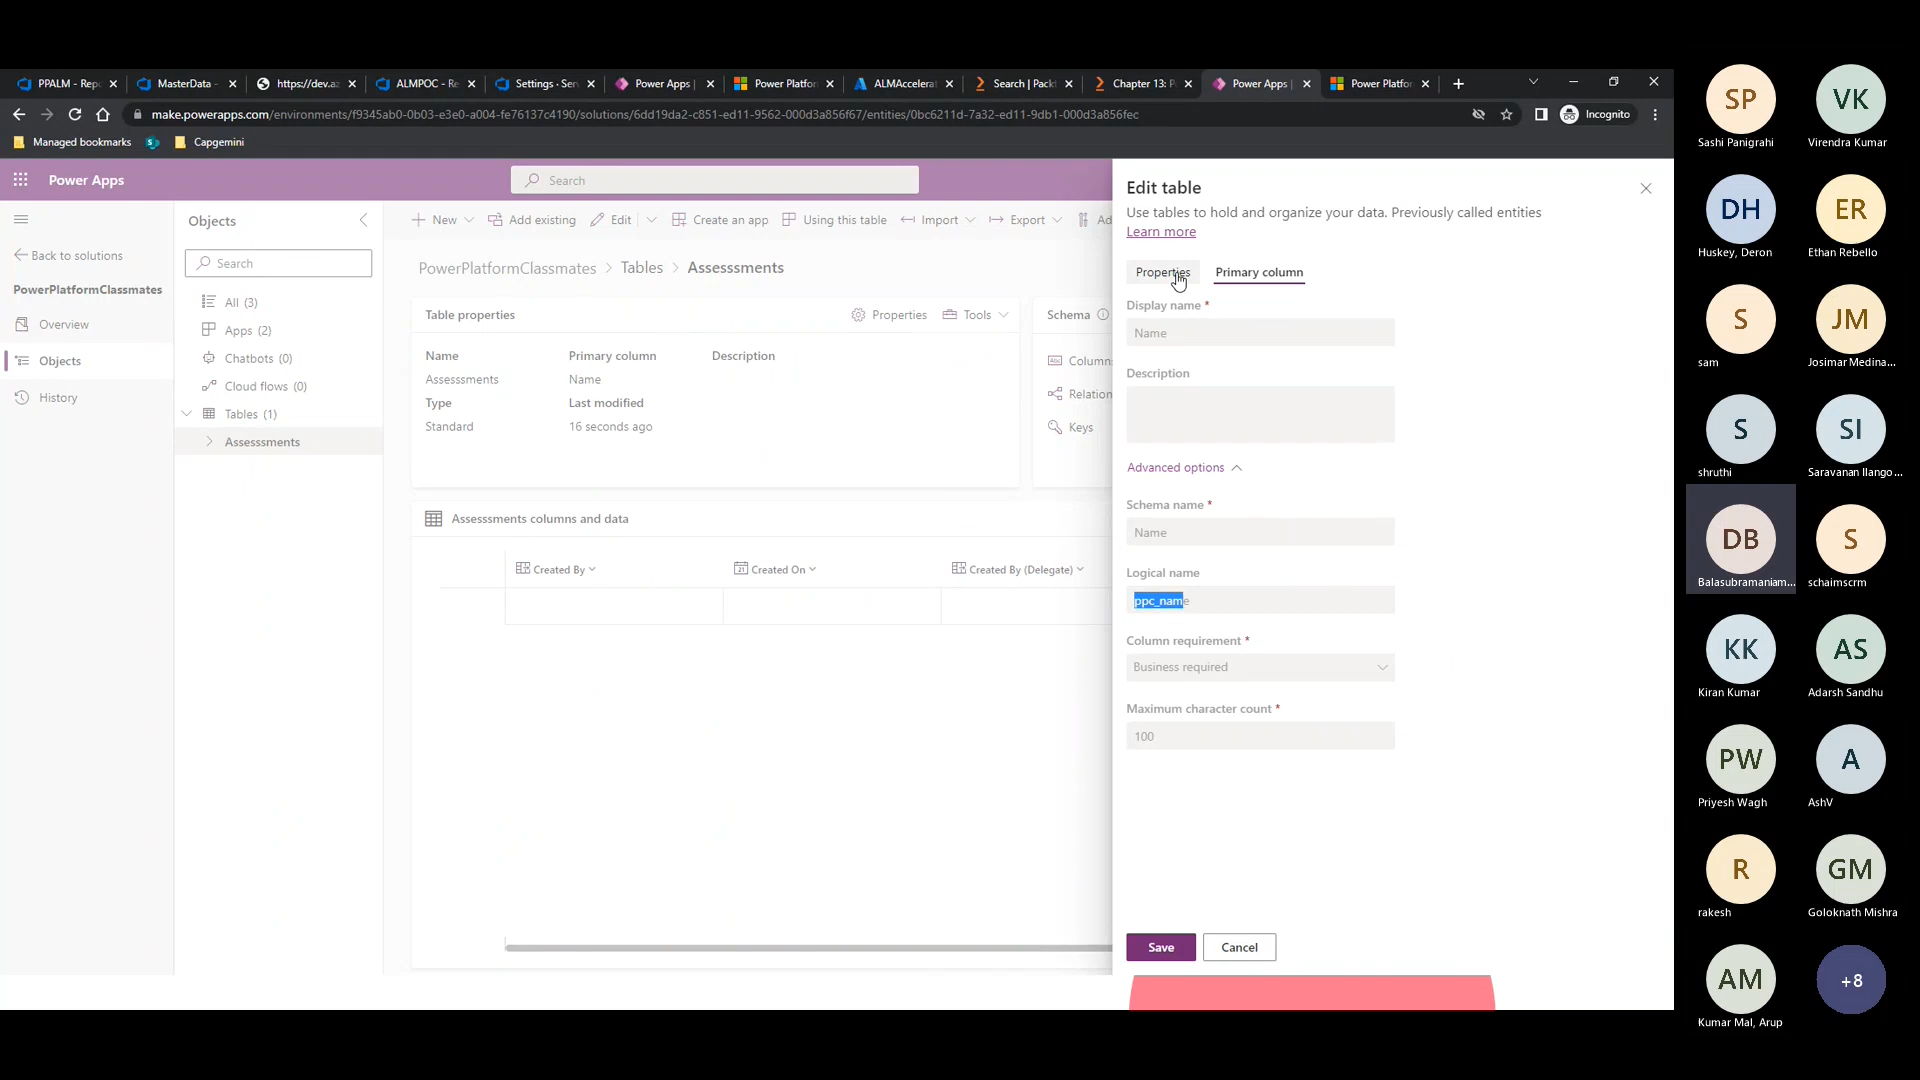 PPALM - Rep
MasterData -
https://dev.az
ALMPOC - Re
Settings · Ser
Power Apps |
Power Platfor
ALMAccelera
Search | Packt
Chapter 13: P
Power Apps |
Power Platfor
make.powerapps.com/environments/f9345ab0-0b03-e3e0-a004-fe76137c4190/solutions/6dd19da2-c851-ed11-9562-000d3a856f67/entities/0bc6211d-7a32-ed11-9db1-000d3a856fec
Incognito
Managed bookmarks
Capgemini
Power Apps
Search
Back to solutions
PowerPlatformClassmates
Overview
Objects
History
Objects
Search
All (3)
Apps (2)
Chatbots (0)
Cloud flows (0)
Tables (1)
Assesssments
New
Add existing
Edit
Create an app
Using this table
Import
Export
Ad
PowerPlatformClassmates > Tables > Assesssments
Table properties
Properties
Tools
Name
Primary column
Description
Assesssments
Name
Type
Last modified
Standard
16 seconds ago
Schema
Column
Relation
Keys
Assesssments columns and data
Created By
Created On
Created By (Delegate)
Edit table
Use tables to hold and organize your data. Previously called entities
Learn more
Properties
Primary column
Display name *
Name
Description
Advanced options
Schema name *
Name
Logical name
ppc_name
Column requirement *
Business required
Maximum character count *
100
Save
Cancel
SP
Sashi Panigrahi
VK
Virendra Kumar
DH
Huskey, Deron
ER
Ethan Rebello
S
sam
JM
Josimar Medina...
S
shruthi
SI
Saravanan Ilango...
DB
Balasubramaniam...
S
schaimscrm
KK
Kiran Kumar
AS
Adarsh Sandhu
PW
Priyesh Wagh
A
AshV
R
rakesh
GM
Goloknath Mishra
AM
Kumar Mal, Arup
+8